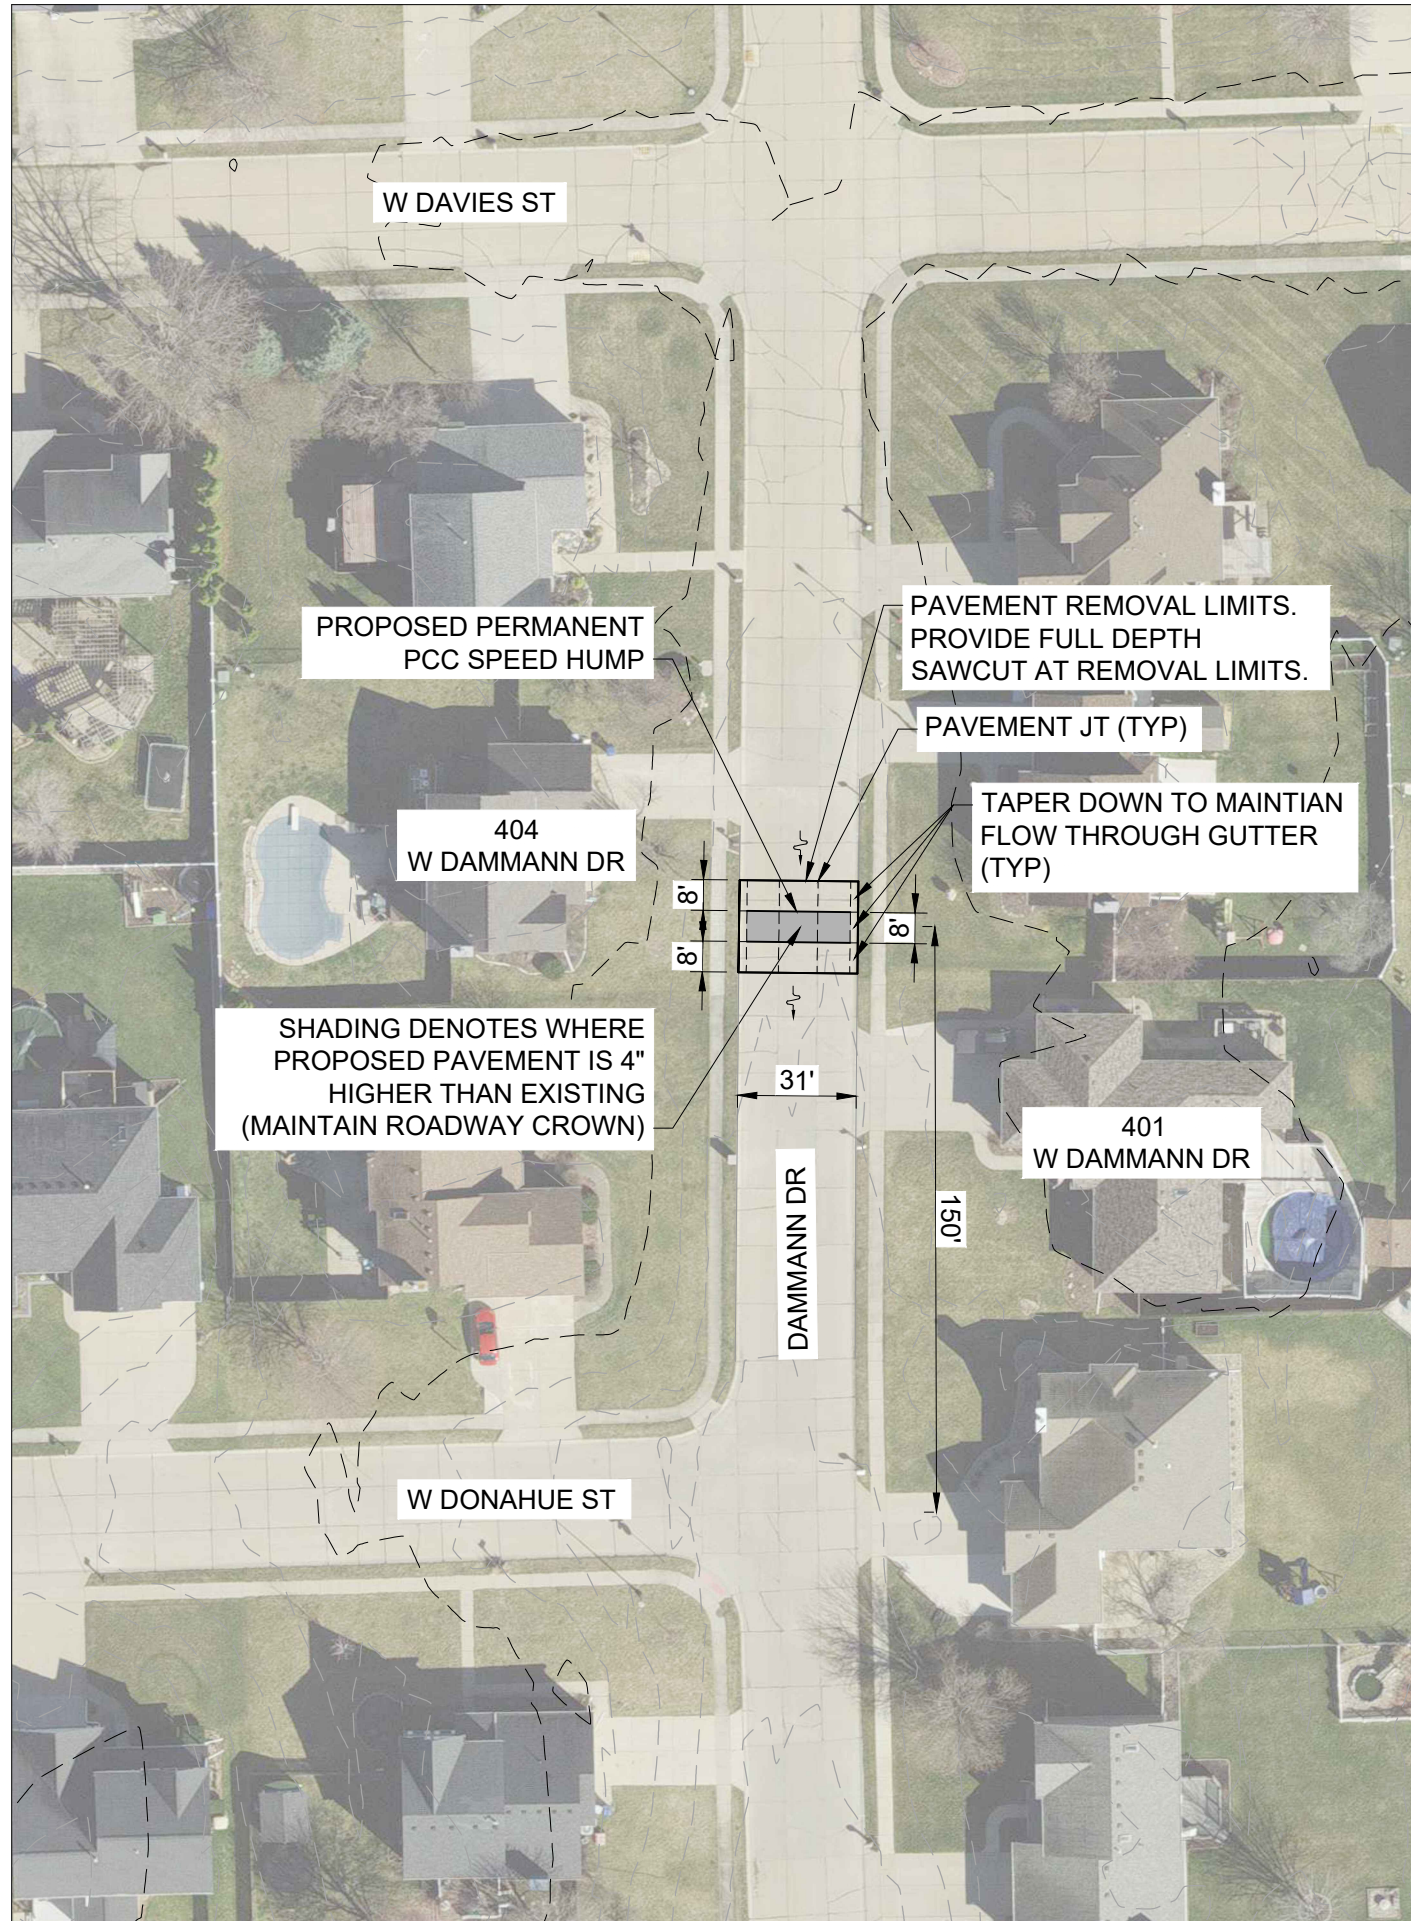 W DAVIES ST
PROPOSED PERMANENT
PCC SPEED HUMP
PAVEMENT REMOVAL LIMITS.
PROVIDE FULL DEPTH
SAWCUT AT REMOVAL LIMITS.
PAVEMENT JT (TYP)
TAPER DOWN TO MAINTIAN
FLOW THROUGH GUTTER
(TYP)
404
W DAMMANN DR
8'
8'
8'
SHADING DENOTES WHERE
PROPOSED PAVEMENT IS 4"
HIGHER THAN EXISTING
(MAINTAIN ROADWAY CROWN)
31'
401
W DAMMANN DR
150'
DAMMANN DR
W DONAHUE ST